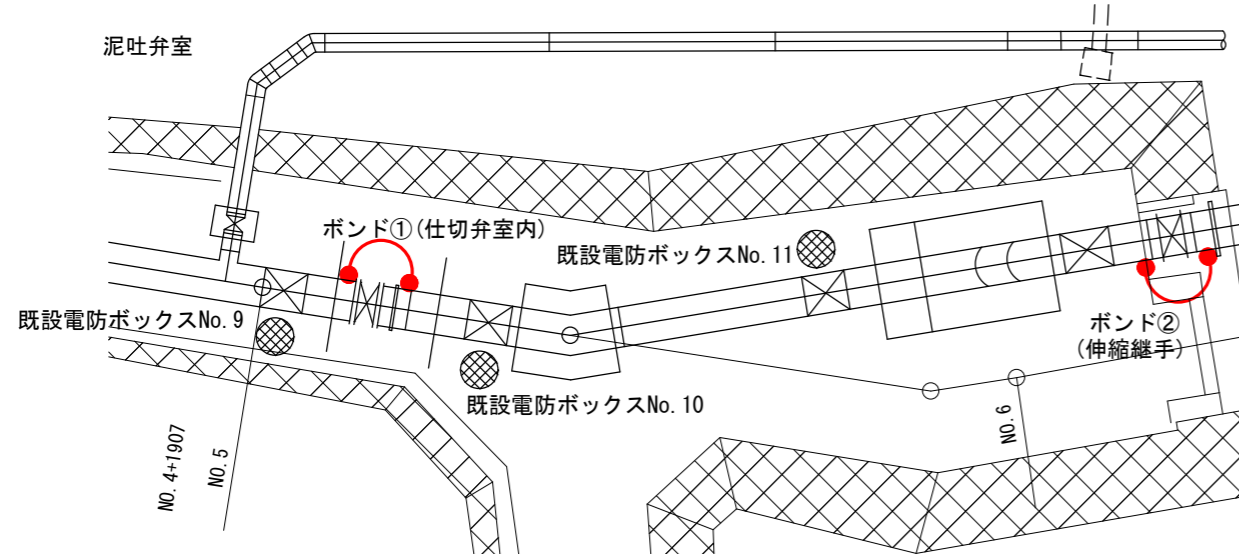 泥吐弁室
ボンド①(仕切弁室内)
既設電防ボックスNo.11
既設電防ボックスNo.9
ボンド②
(伸縮継手)
既設電防ボックスNo.10
NO.4+1907
NO.5
NO.6